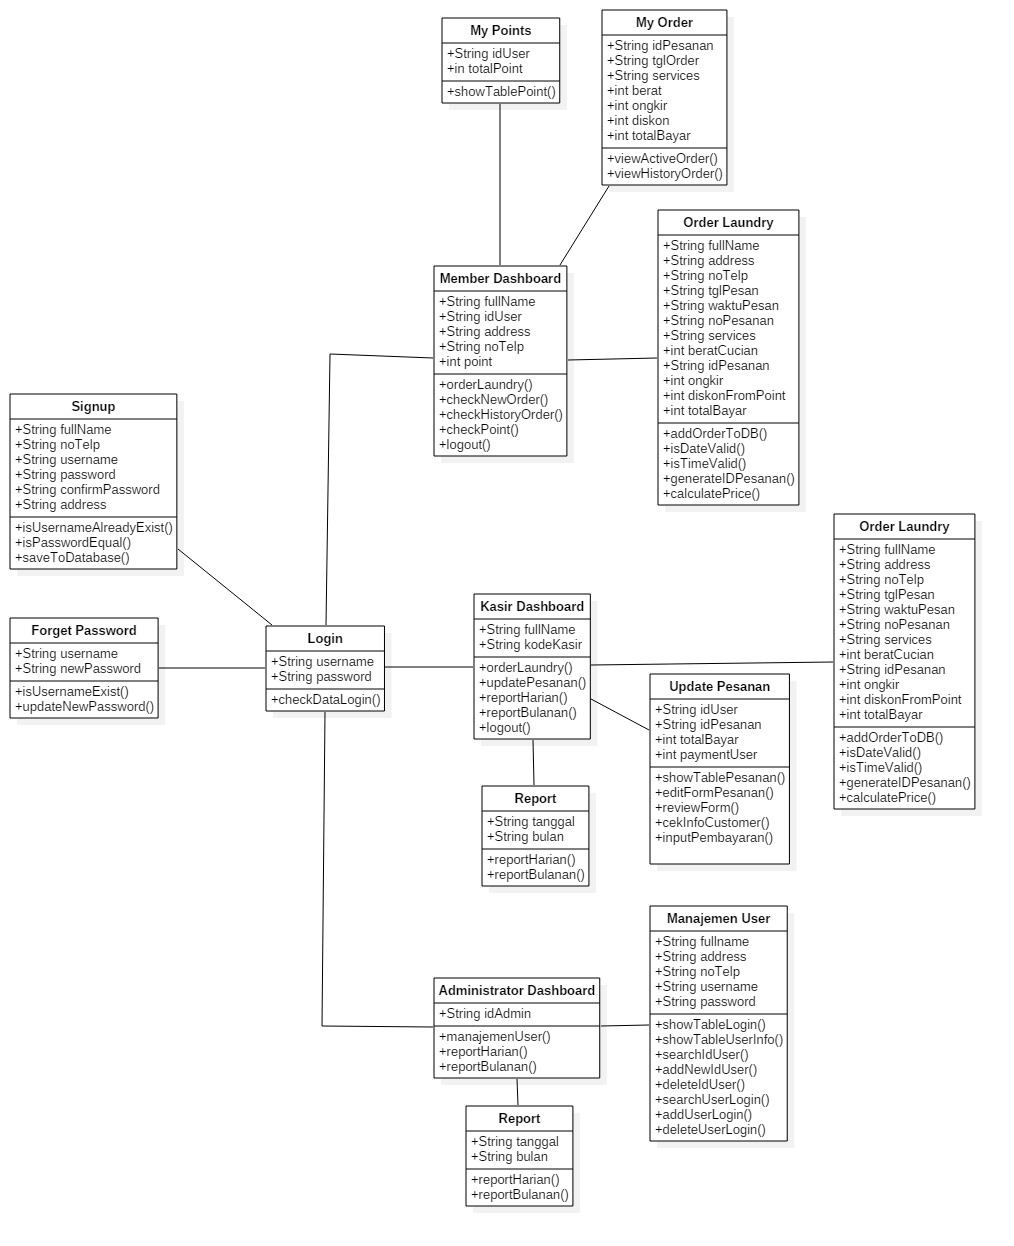 My Points
+String idUser
+in totalPoint
+showTablePoint()
My Order
+String idPesanan
+String tglOrder
+String services
+int berat
+int ongkir
+int diskon
+int totalBayar
+viewActiveOrder()
+viewHistoryOrder()
Order Laundry
+String fullName
+String address
+String noTelp
+String tglPesan
+String waktuPesan
+String noPesanan
+String services
+int beratCucian
+String idPesanan
+int ongkir
+int diskonFromPoint
+int totalBayar
+addOrderToDB()
+isDateValid()
+isTimeValid()
+generateIDPesanan()
+calculatePrice()
Member Dashboard
+String fullName
+String idUser
+String address
+String noTelp
+int point
+orderLaundry()
+checkNewOrder()
+checkHistoryOrder()
+checkPoint()
+logout()
Signup
+String fullName
+String noTelp
+String username
+String password
+String confirmPassword
+String address
+isUsernameAlreadyExist()
+isPasswordEqual()
+saveToDatabase()
Forget Password
+String username
+String newPassword
+isUsernameExist()
+updateNewPassword()
Login
+String username
+String password
+checkDataLogin()
Kasir Dashboard
+String fullName
+String kodeKasir
+orderLaundry()
+updatePesanan()
+reportHarian()
+reportBulanan()
+logout()
Order Laundry
+String fullName
+String address
+String noTelp
+String tglPesan
+String waktuPesan
+String noPesanan
+String services
+int beratCucian
+String idPesanan
+int ongkir
+int diskonFromPoint
+int totalBayar
+addOrderToDB()
+isDateValid()
+isTimeValid()
+generateIDPesanan()
+calculatePrice()
Update Pesanan
+String idUser
+String idPesanan
+int totalBayar
+int paymentUser
+showTablePesanan()
+editFormPesanan()
+reviewForm()
+cekInfoCustomer()
+inputPembayaran()
Report
+String tanggal
+String bulan
+reportHarian()
+reportBulanan()
Manajemen User
+String fullname
+String address
+String noTelp
+String username
+String password
+showTableLogin()
+showTableUserInfo()
+searchIdUser()
+addNewIdUser()
+deleteIdUser()
+searchUserLogin()
+addUserLogin()
+deleteUserLogin()
Administrator Dashboard
+String idAdmin
+manajemenUser()
+reportHarian()
+reportBulanan()
Report
+String tanggal
+String bulan
+reportHarian()
+reportBulanan()